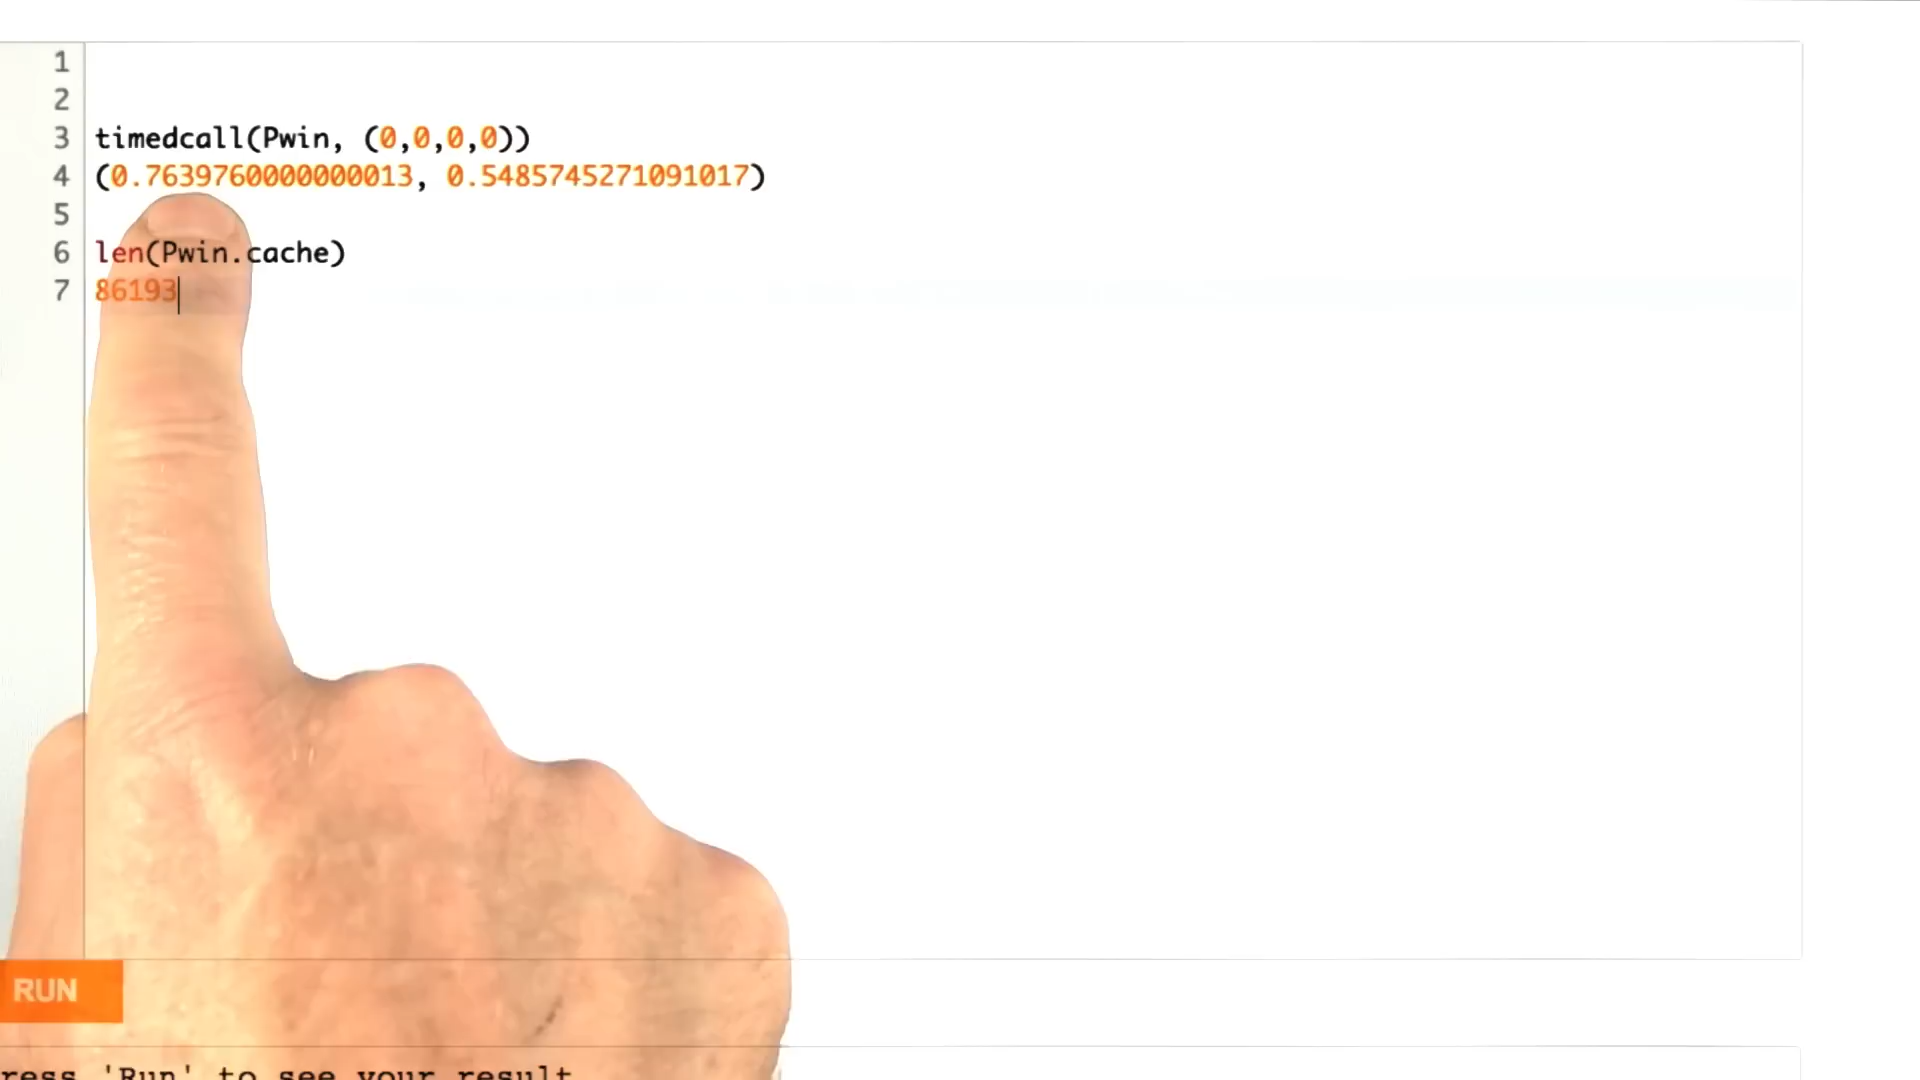 1
2
3 timedcall(Pwin, (0,0,0,0))
4 (0.7639760000000013, 0.5485745271091017)
5
6 len(Pwin.cache)
7 86193
RUN
ress 'Run' to see your result